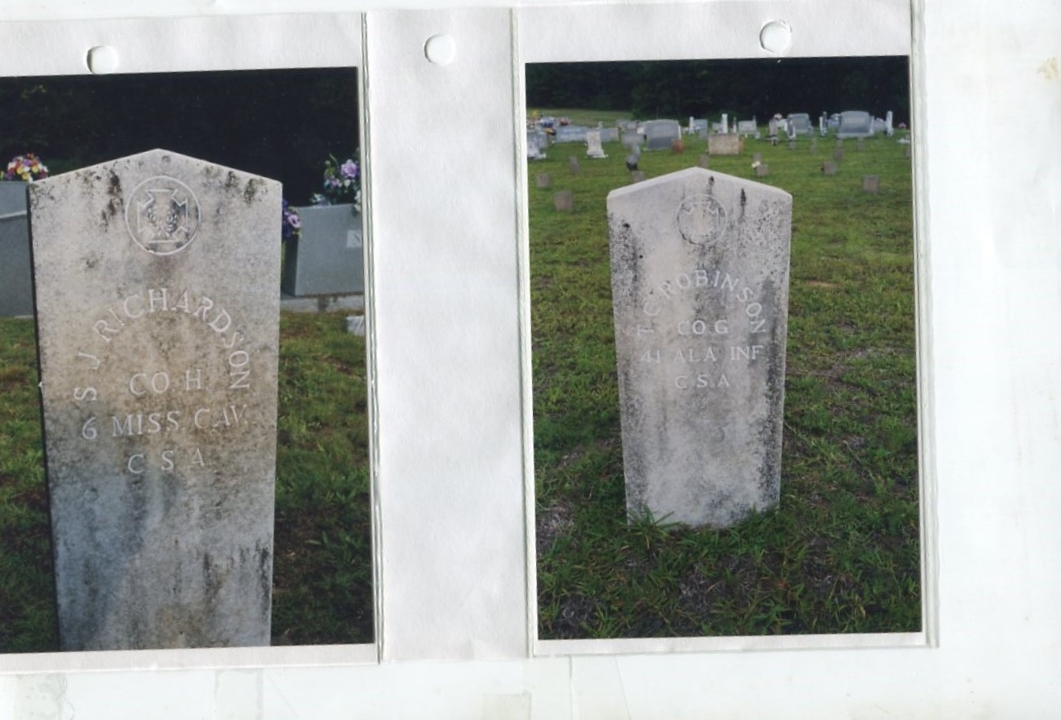 S J RICHARDSON
CO H
6 MISS CAV.
C S A
T C ROBINSON
CO. G
41 ALA INF
C.S.A